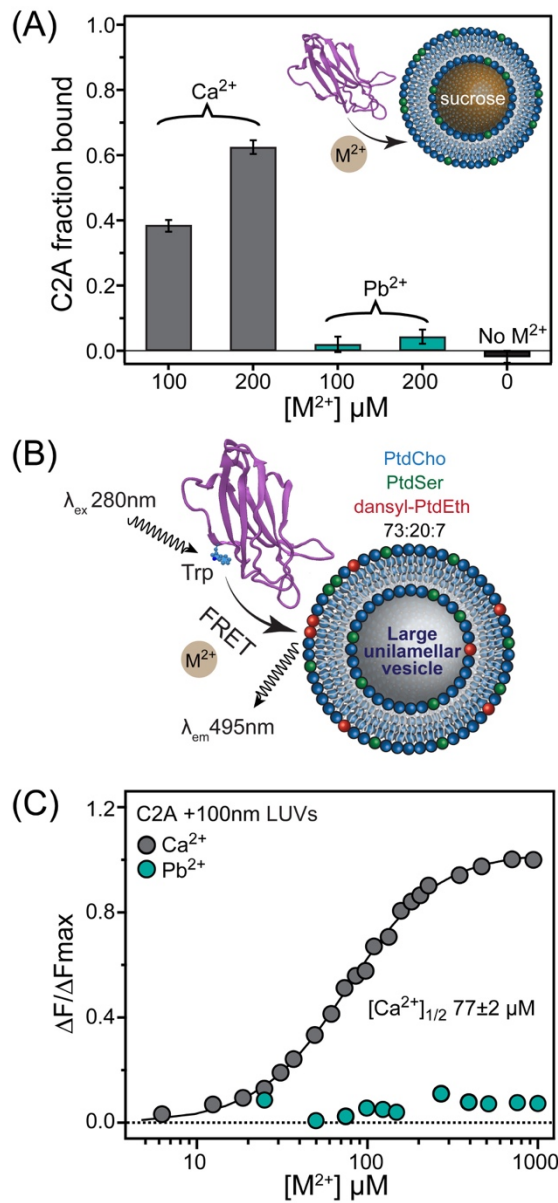 (A)
1.0
0.8
0.6
0.4
0.2
0.0
C2A fraction bound
Ca²⁺
Pb²⁺
No M²⁺
M²⁺
sucrose
100
200
100
200
0
[M²⁺] µM
(B)
λex 280nm
Trp
FRET
M²⁺
λem 495nm
PtdCho
PtdSer
dansyl-PtdEth
73:20:7
Large
unilamellar
vesicle
(C)
1.2
0.8
0.4
0.0
ΔF/ΔFmax
C2A +100nm LUVs
Ca²⁺
Pb²⁺
[Ca²⁺]1/2 77±2 µM
10
100
1000
[M²⁺] µM